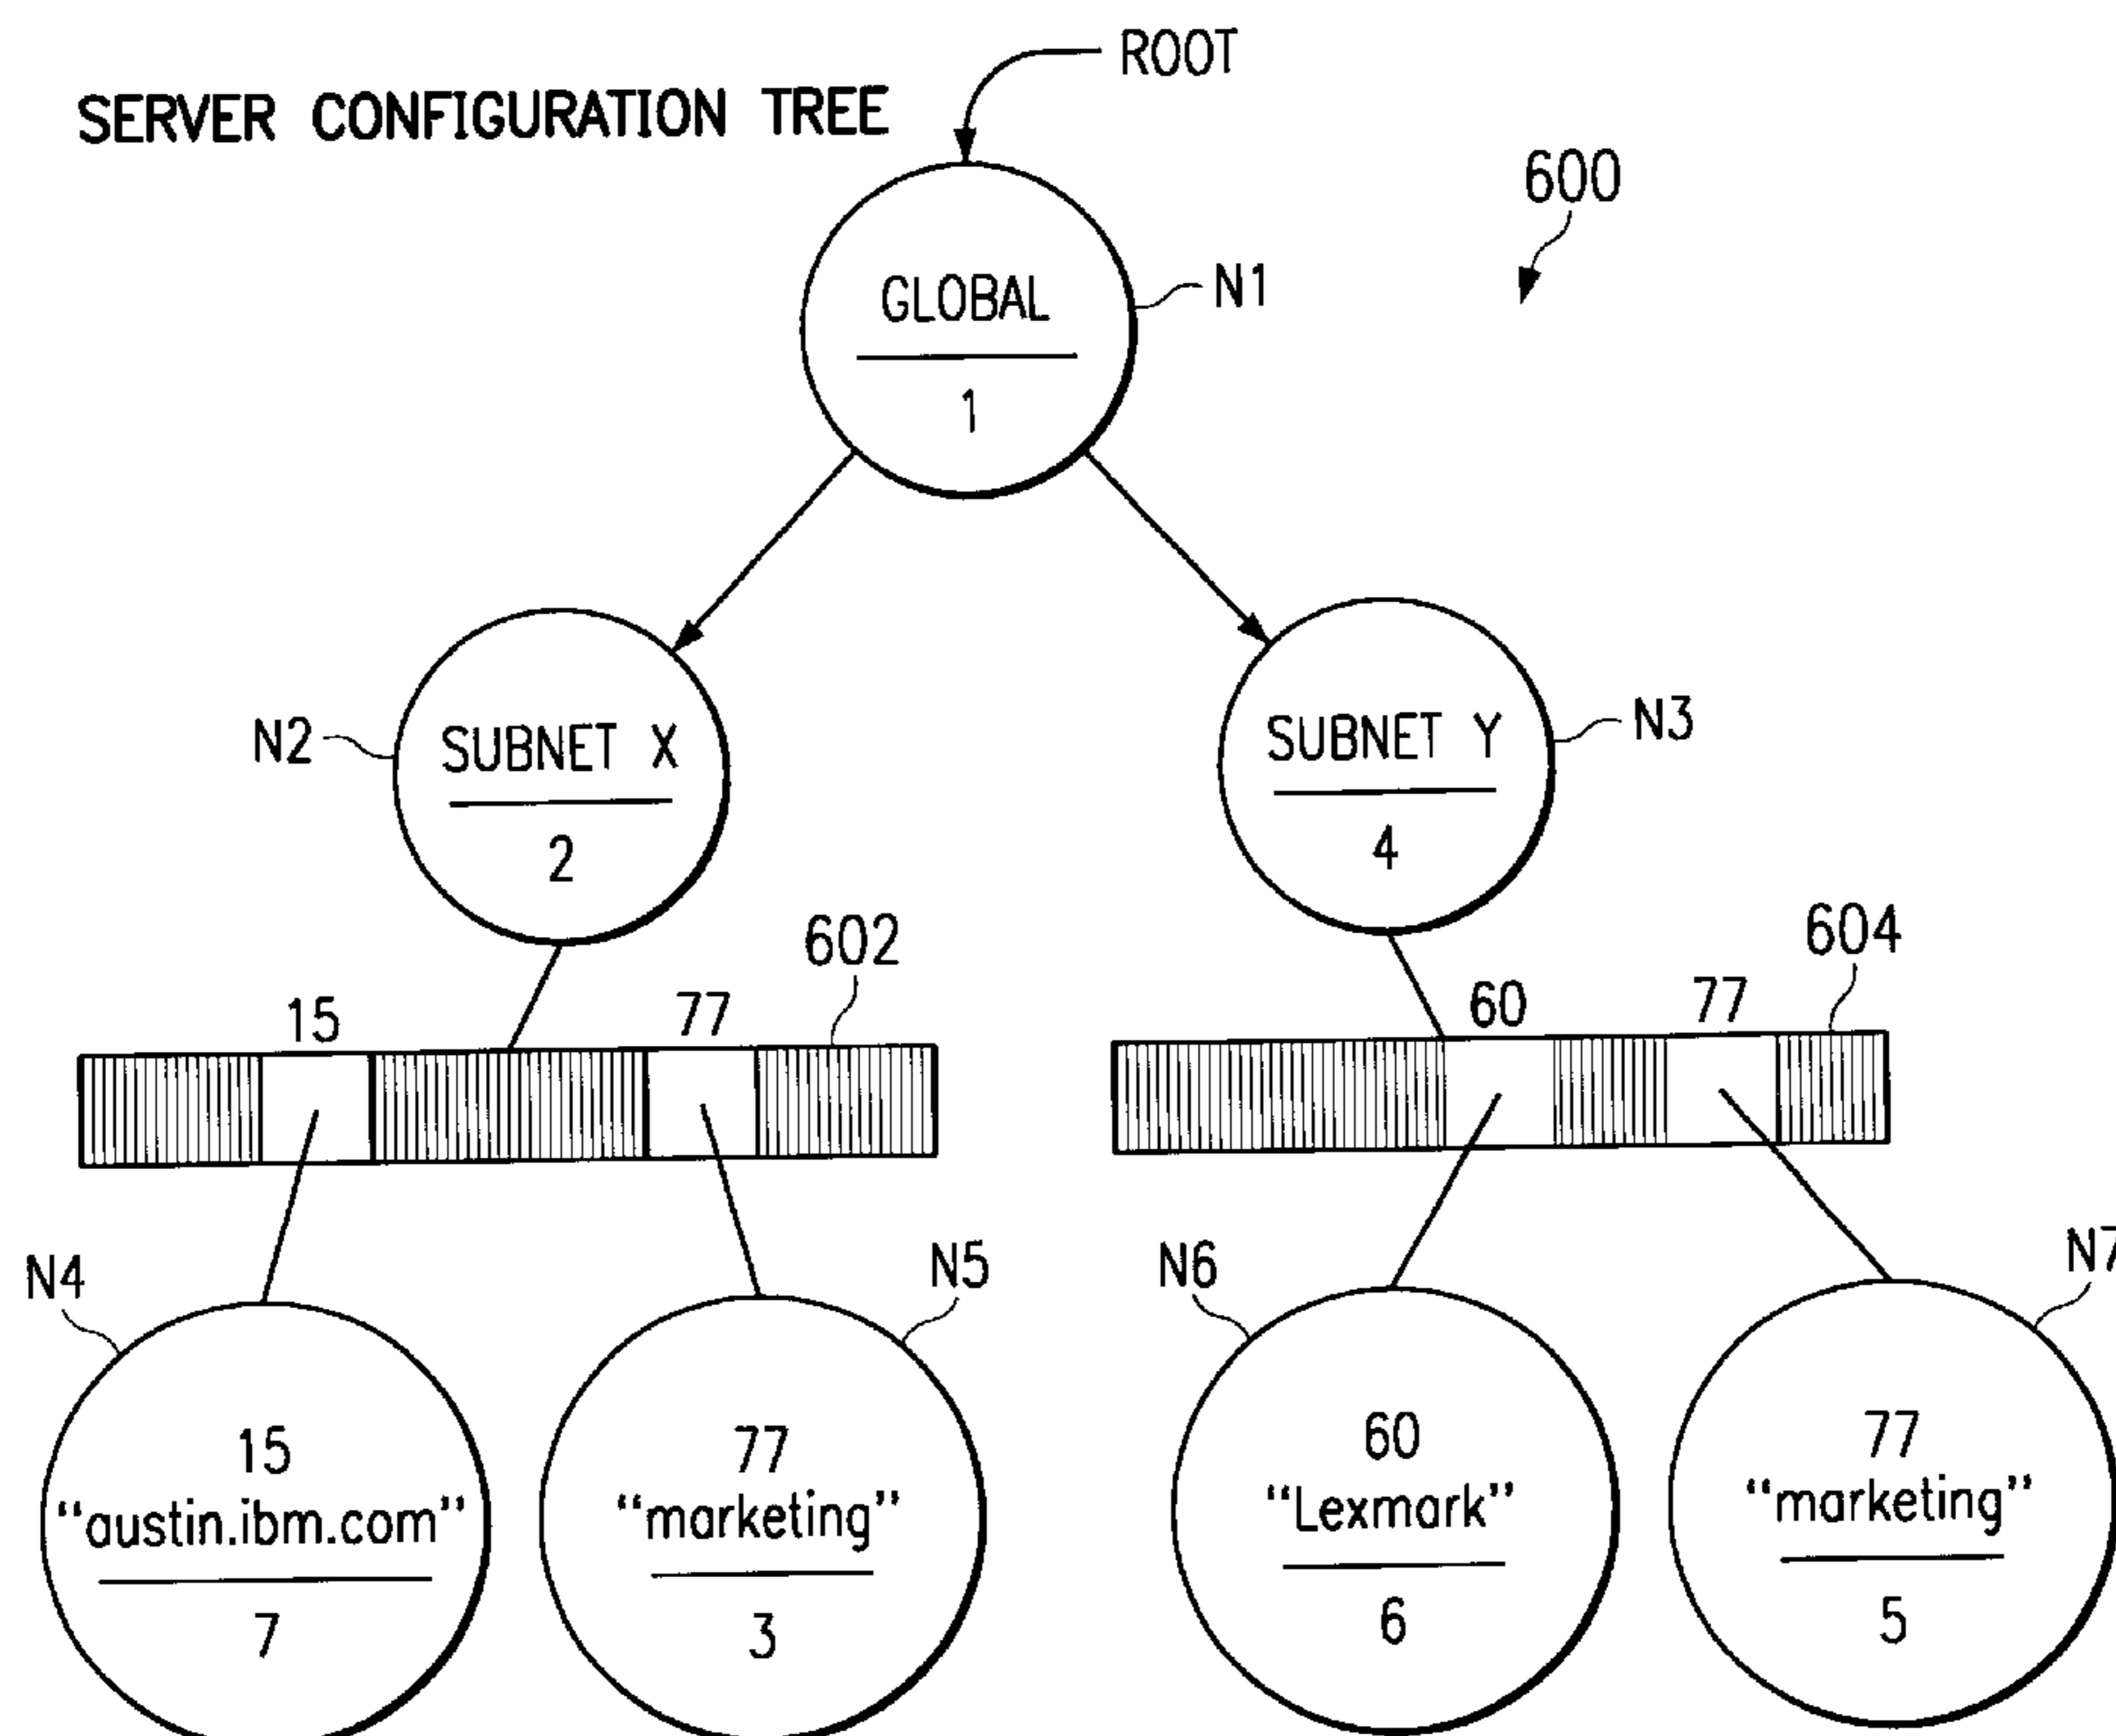 ROOT
SERVER CONFIGURATION TREE
600
GLOBAL
1
N1
N2
SUBNET X
2
SUBNET Y
4
N3
602
604
15
77
60
77
N4
N5
N6
N7
15
“austin.ibm.com”
7
77
“marketing”
3
60
“Lexmark”
6
77
“marketing”
5